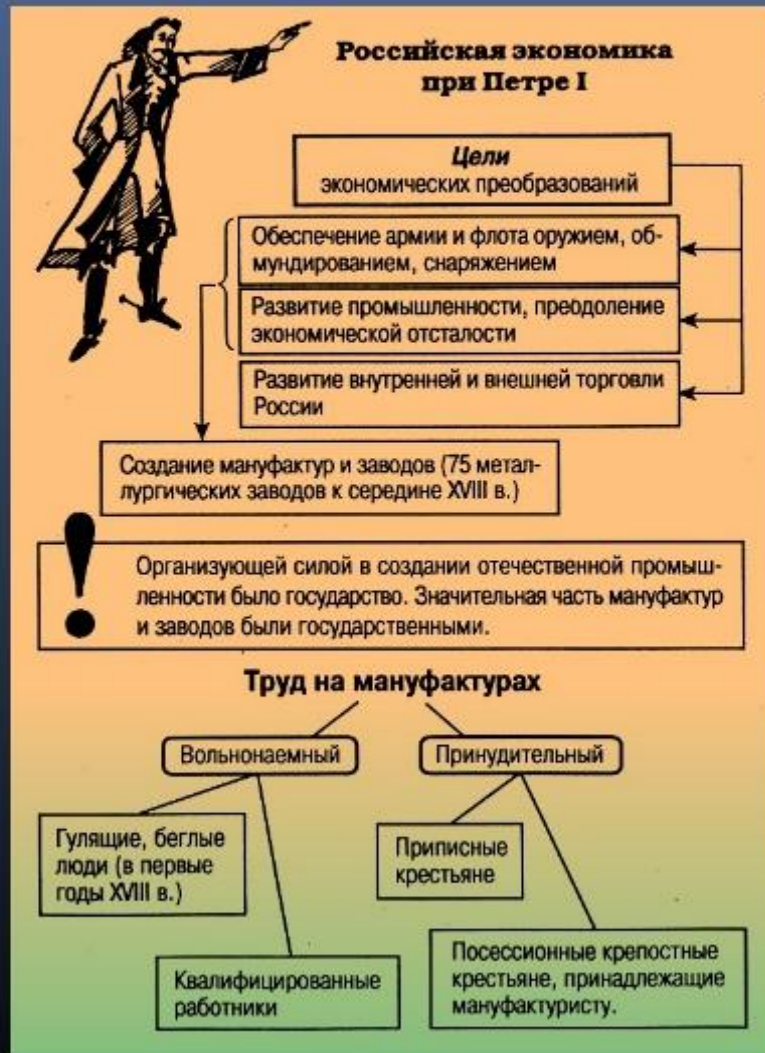 Российская экономика
при Петре I
Цели
экономических преобразований
Обеспечение армии и флота оружием, об-
мундированием, снаряжением
Развитие промышленности, преодоление
экономической отсталости
Развитие внутренней и внешней торговли
России
Создание мануфактур и заводов (75 метал-
лургических заводов к середине XVIII в.)
!
Организующей силой в создании отечественной промыш-
ленности было государство. Значительная часть мануфактур
и заводов были государственными.
Труд на мануфактурах
Вольнонаемный
Принудительный
Гулящие, беглые
люди (в первые
годы XVIII в.)
Приписные
крестьяне
Квалифицированные
работники
Посессионные крепостные
крестьяне, принадлежащие
мануфактуристу.